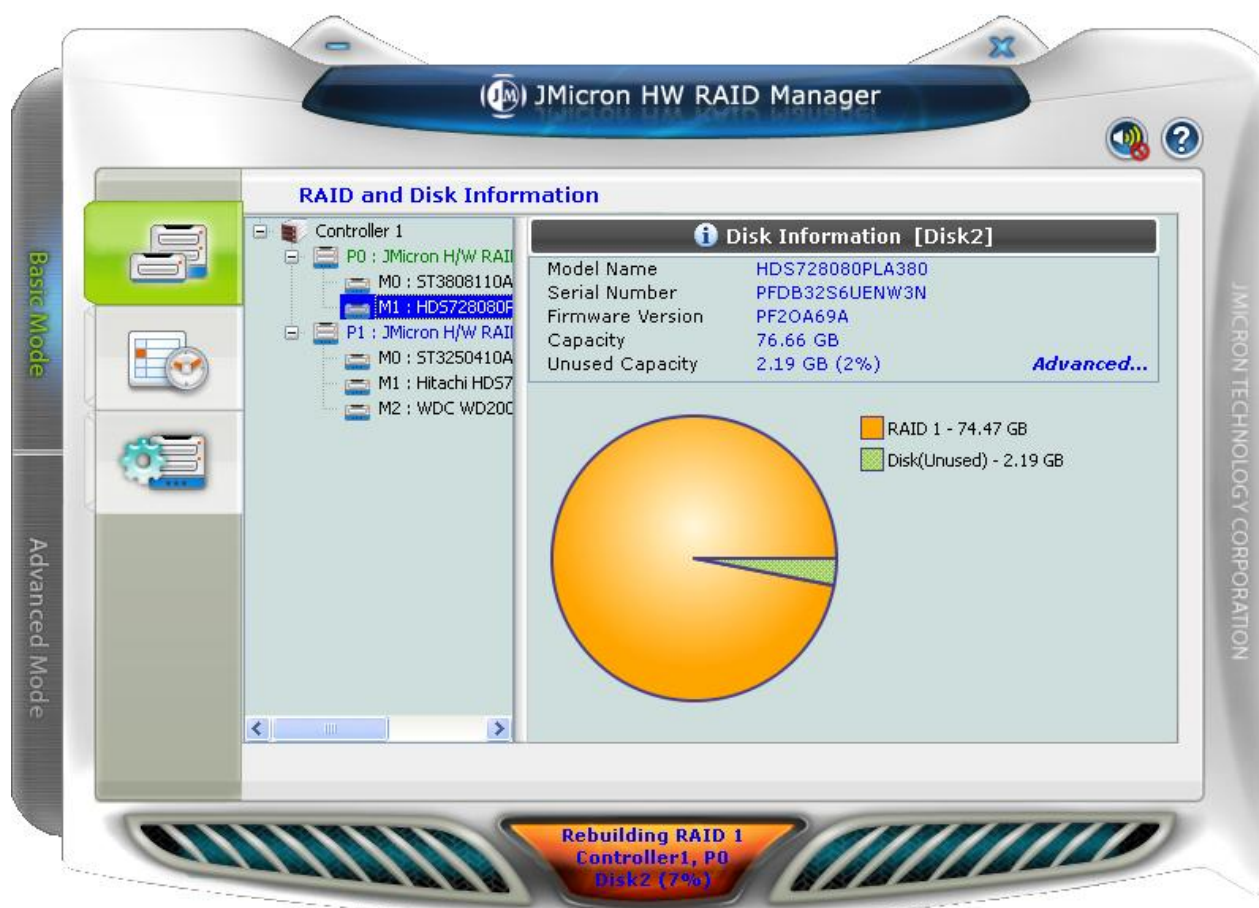 JM JMicron HW RAID Manager
RAID and Disk Information
Basic Mode
Advanced Mode
Controller 1
P0 : JMicron H/W RAI
M0 : ST3808110A
M1 : HDS728080P
P1 : JMicron H/W RAI
M0 : ST3250410A
M1 : Hitachi HDS7
M2 : WDC WD200
Disk Information [Disk2]
Model Name HDS728080PLA380
Serial Number PFDB32S6UENW3N
Firmware Version PF2OA69A
Capacity 76.66 GB
Unused Capacity 2.19 GB (2%) Advanced...
RAID 1 - 74.47 GB
Disk(Unused) - 2.19 GB
JMICRON TECHNOLOGY CORPORATION
Rebuilding RAID 1
Controller1, P0
Disk2 (7%)